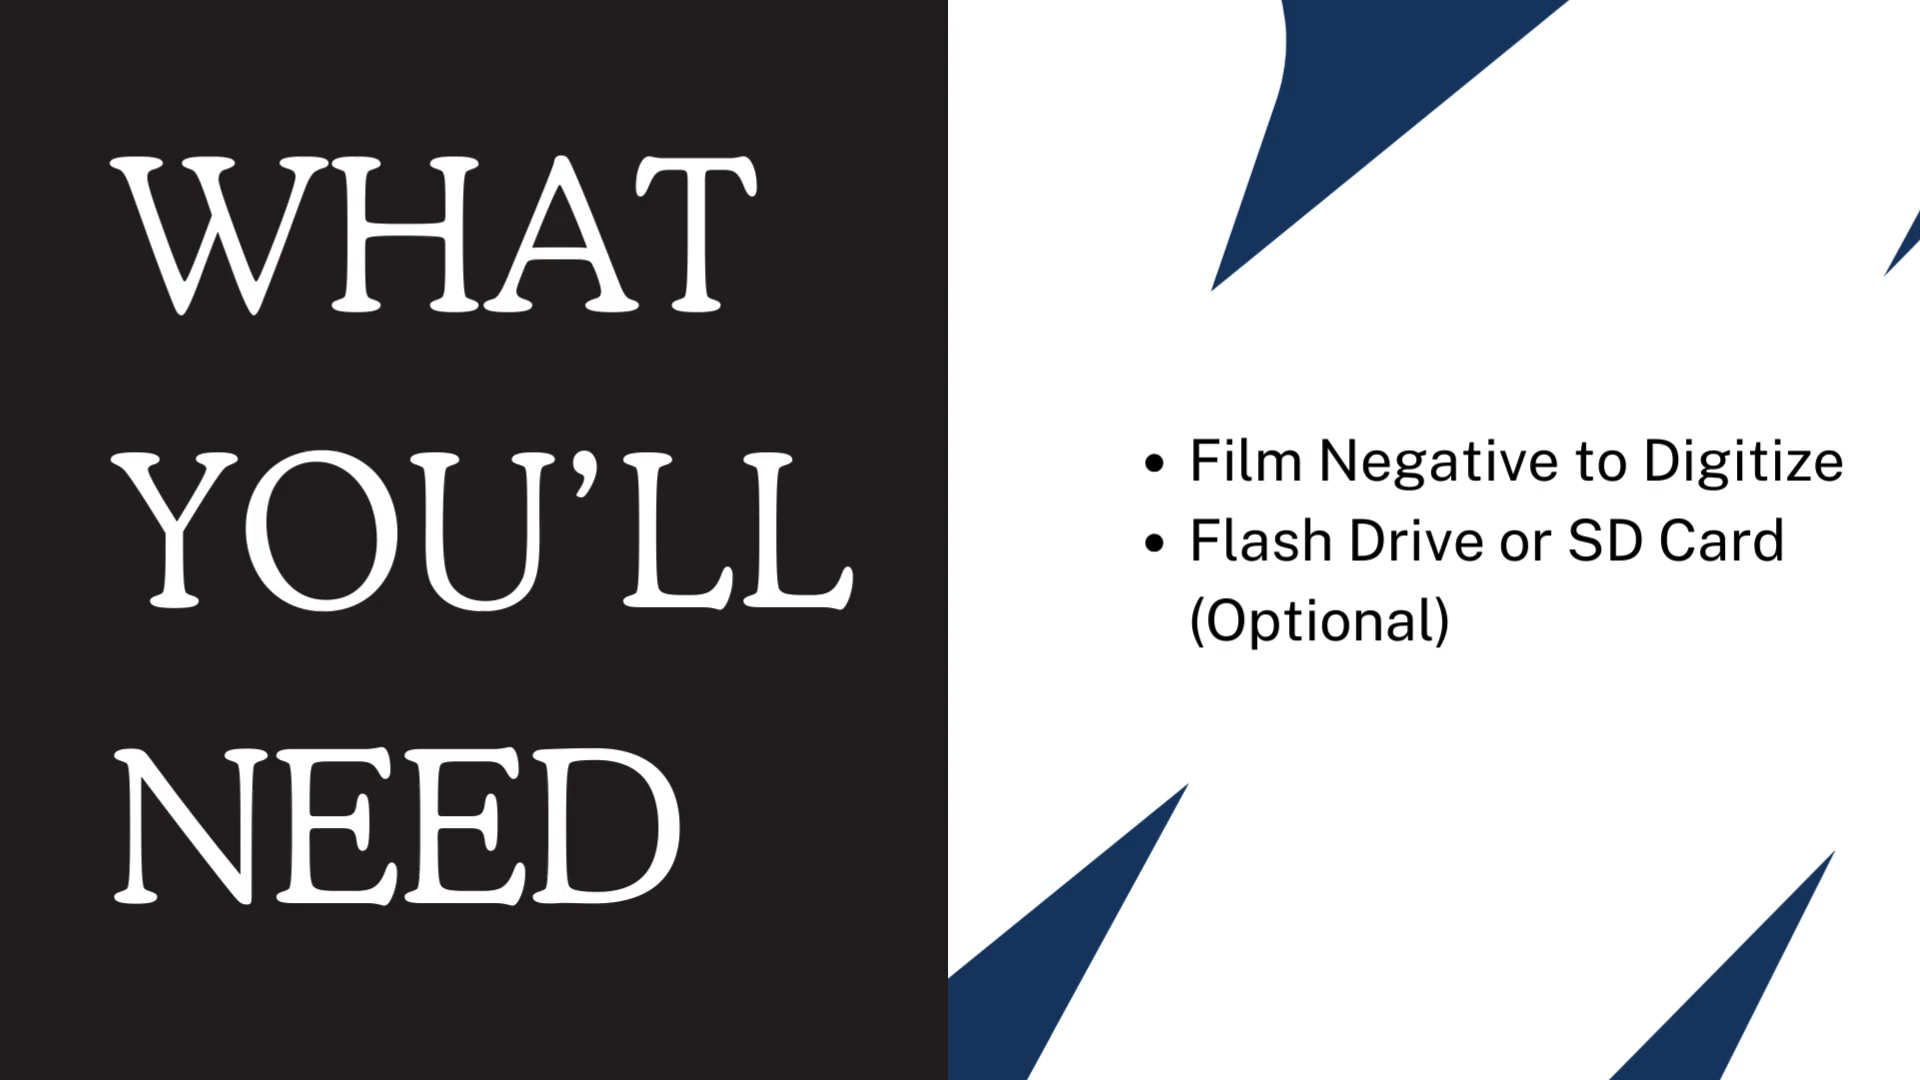 WHAT
YOU’LL
NEED
• Film Negative to Digitize
• Flash Drive or SD Card
(Optional)